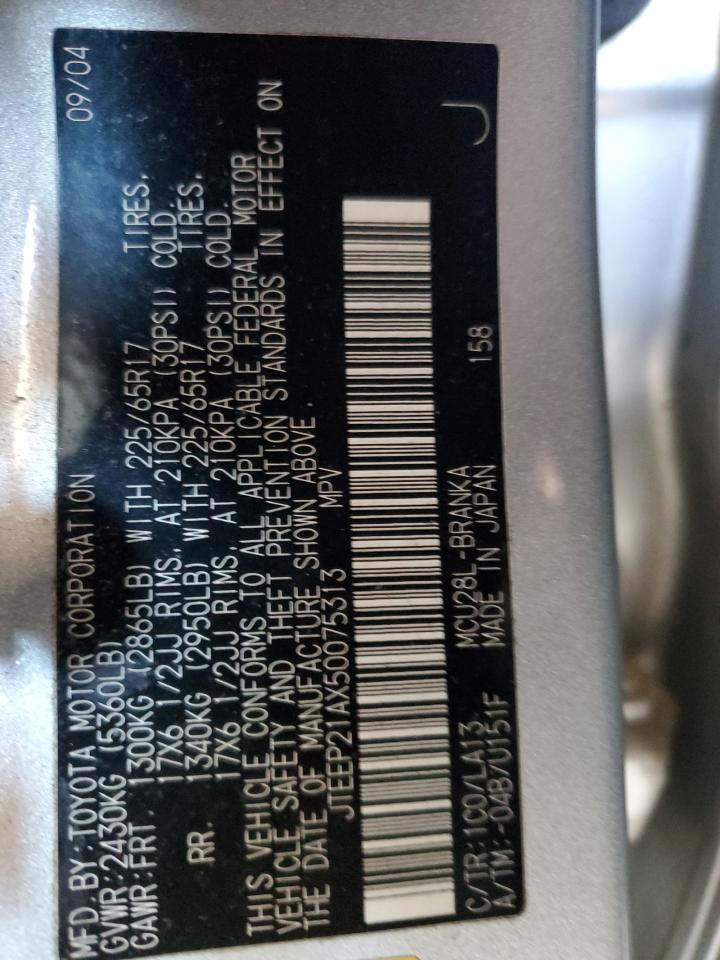 MFD. BY: TOYOTA MOTOR CORPORATION 09/04
GVWR: 2430KG (5360LB)
GAWR: FRT. 1300KG (2865LB) WITH 225/65R17 TIRES,
17X6 1/2JJ RIMS, AT 210KPA (30PSI) COLD.
RR. 1340KG (2950LB) WITH 225/65R17 TIRES,
17X6 1/2JJ RIMS, AT 210KPA (30PSI) COLD.
THIS VEHICLE CONFORMS TO ALL APPLICABLE FEDERAL MOTOR
VEHICLE SAFETY AND THEFT PREVENTION STANDARDS IN EFFECT ON
THE DATE OF MANUFACTURE SHOWN ABOVE.
JTEEP21AX50075313 MPV
C/TR: 1C0/LA13 MCU28L-BRANKA 158 J
A/TM: -04B/U151F MADE IN JAPAN